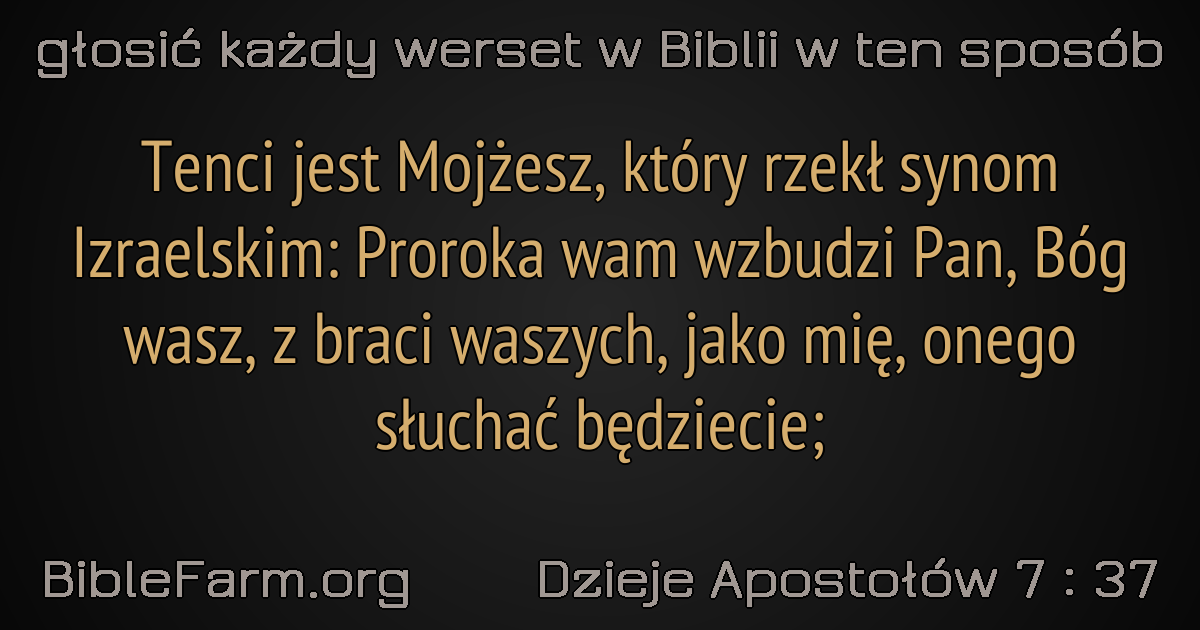 głosić każdy werset w Biblii w ten sposób
Tenci jest Mojżesz, który rzekł synom
Izraelskim: Proroka wam wzbudzi Pan, Bóg
wasz, z braci waszych, jako mię, onego
słuchać będziecie;
BibleFarm.org
Dzieje Apostołów 7 : 37